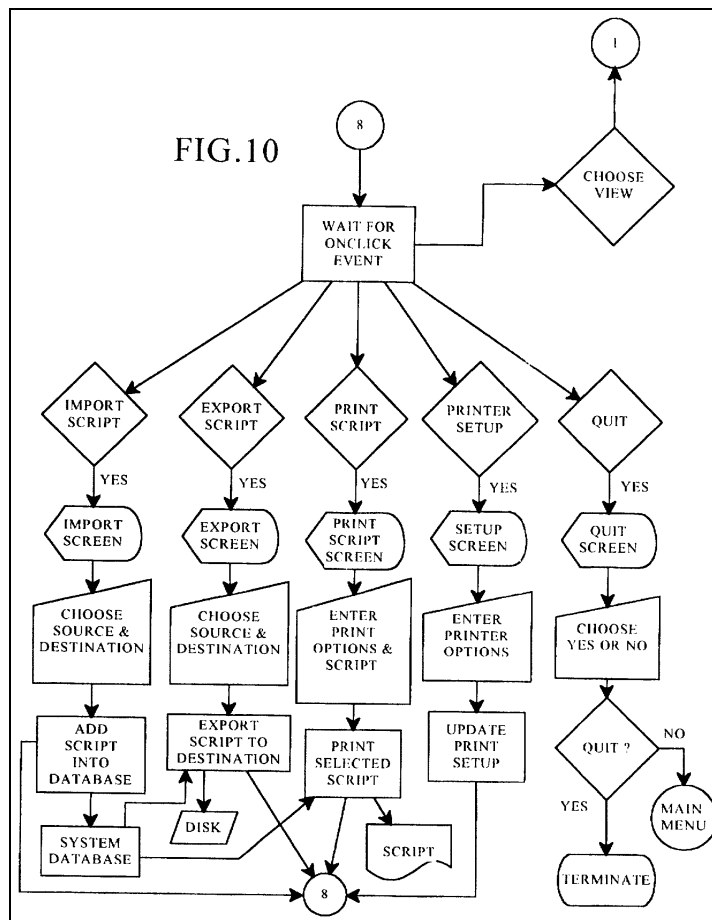 1
8
FIG.10
CHOOSE
VIEW
WAIT FOR
ONCLICK
EVENT
IMPORT
SCRIPT
EXPORT
SCRIPT
PRINT
SCRIPT
PRINTER
SETUP
QUIT
YES
YES
YES
YES
YES
IMPORT
SCREEN
EXPORT
SCREEN
PRINT
SCRIPT
SCREEN
SETUP
SCREEN
QUIT
SCREEN
CHOOSE
SOURCE &
DESTINATION
CHOOSE
SOURCE &
DESTINATION
ENTER
PRINT
OPTIONS &
SCRIPT
ENTER
PRINTER
OPTIONS
CHOOSE
YES OR NO
ADD
SCRIPT
INTO
DATABASE
EXPORT
SCRIPT TO
DESTINATION
PRINT
SELECTED
SCRIPT
UPDATE
PRINT
SETUP
QUIT ?
NO
YES
SYSTEM
DATABASE
DISK
SCRIPT
MAIN
MENU
8
TERMINATE